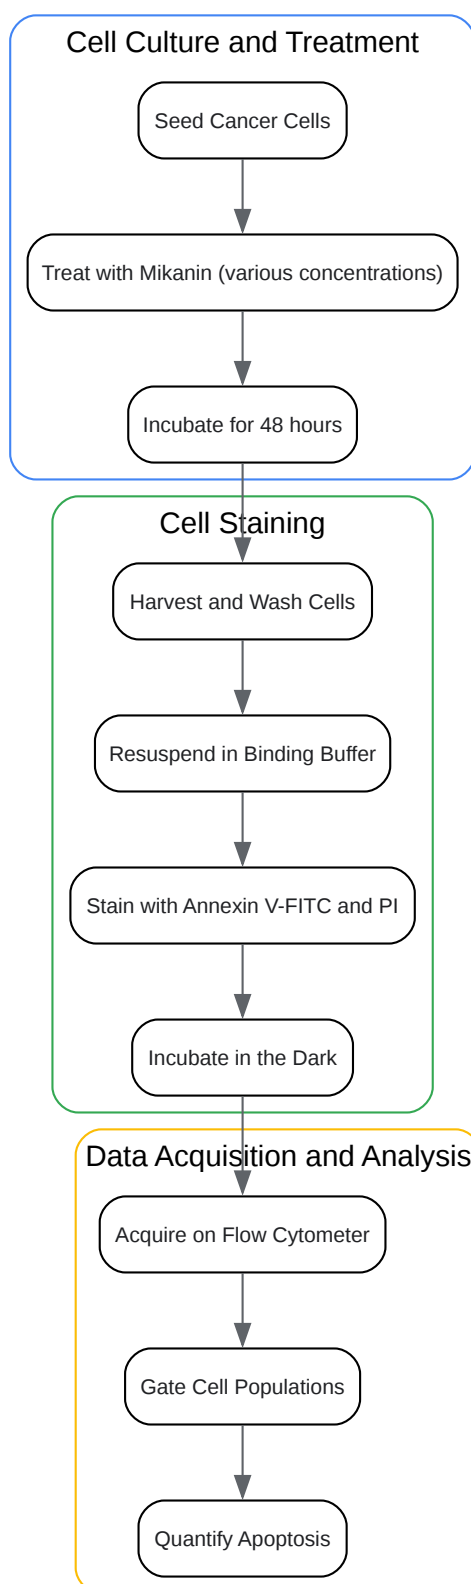 Cell Culture and Treatment
Seed Cancer Cells
Treat with Mikanin (various concentrations)
Incubate for 48 hours
Cell Staining
Harvest and Wash Cells
Resuspend in Binding Buffer
Stain with Annexin V-FITC and PI
Incubate in the Dark
Data Acquisition and Analysis
Acquire on Flow Cytometer
Gate Cell Populations
Quantify Apoptosis